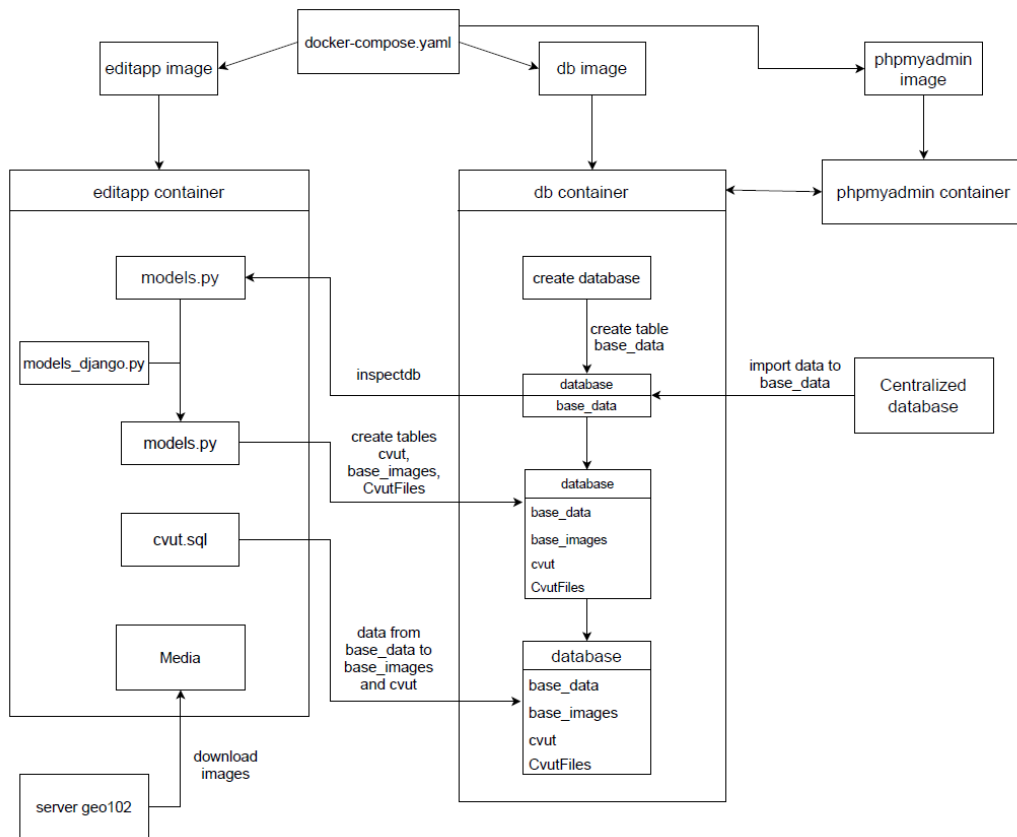 docker-compose.yaml
editapp image
db image
phpmyadmin
image
editapp container
db container
phpmyadmin container
models.py
create database
create table
base_data
models_django.py
inspectdb
database
base_data
import data to
base_data
Centralized
database
models.py
create tables
cvut,
base_images,
CvutFiles
database
base_data
base_images
cvut
CvutFiles
cvut.sql
Media
data from
base_data to
base_images
and cvut
database
base_data
base_images
cvut
CvutFiles
download
images
server geo102